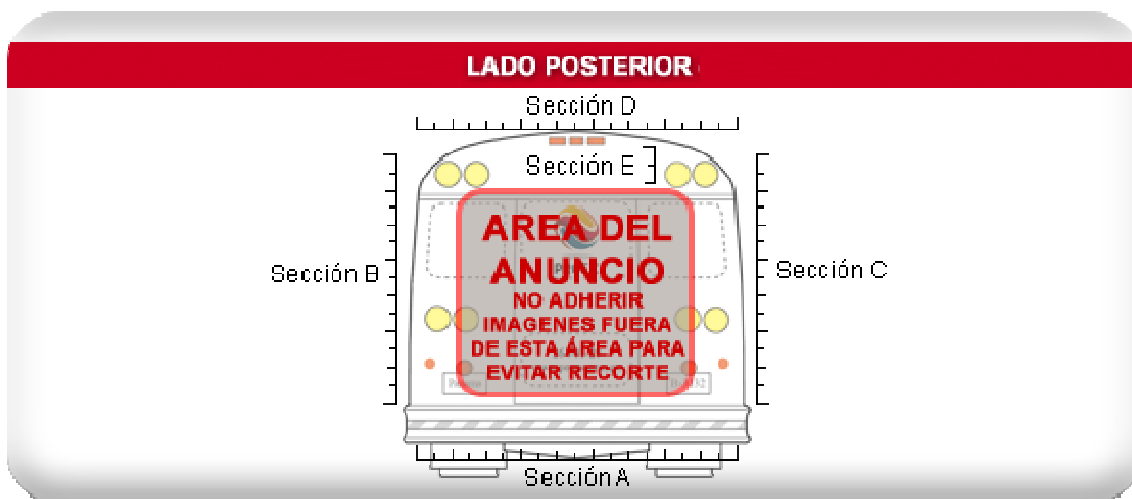 LADO POSTERIOR
Sección D
Sección E
AREA DEL
ANUNCIO
NO ADHERIR
IMAGENES FUERA
DE ESTA ÁREA PARA
EVITAR RECORTE
Sección B
Sección C
Sección A